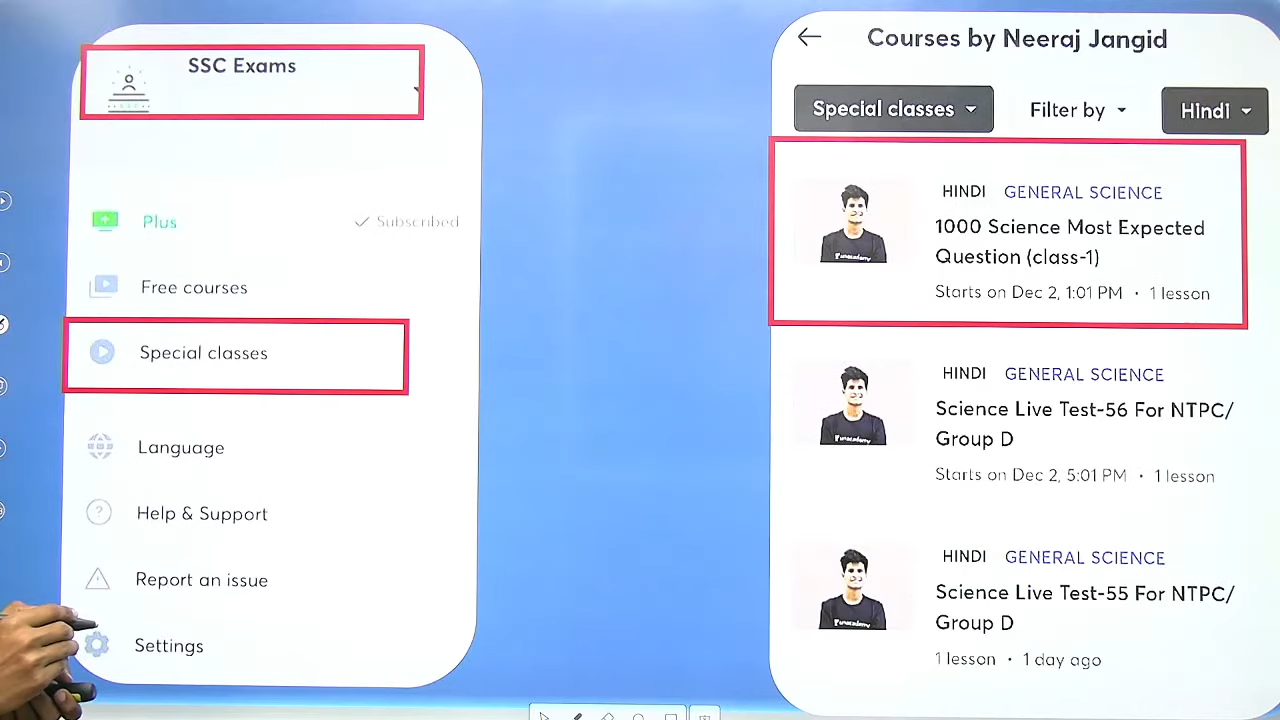 SSC Exams
Plus
Subscribed
Free courses
Special classes
Language
Help & Support
Report an issue
Settings
Courses by Neeraj Jangid
Special classes
Filter by
Hindi
HINDI GENERAL SCIENCE
1000 Science Most Expected
Question (class-1)
Starts on Dec 2, 1:01 PM · 1 lesson
unacademy
HINDI GENERAL SCIENCE
Science Live Test-56 For NTPC/
Group D
Starts on Dec 2, 5:01 PM · 1 lesson
unacademy
HINDI GENERAL SCIENCE
Science Live Test-55 For NTPC/
Group D
1 lesson · 1 day ago
unacademy